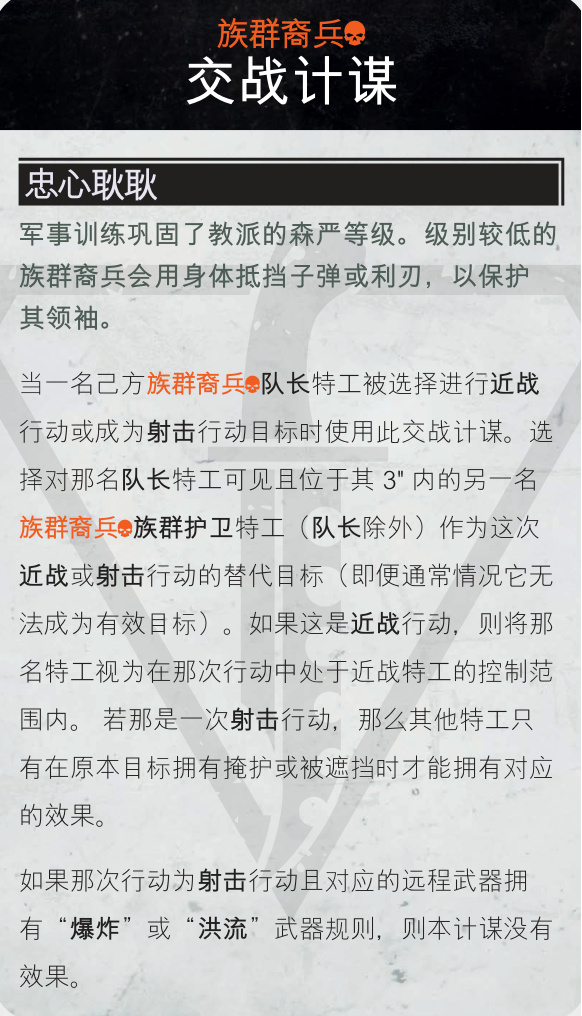 族群裔兵
交战计谋
忠心耿耿
军事训练巩固了教派的森严等级。级别较低的
族群裔兵会用身体抵挡子弹或利刃，以保护
其领袖。
当一名己方族群裔兵队长特工被选择进行近战
行动或成为射击行动目标时使用此交战计谋。选
择对那名队长特工可见且位于其 3" 内的另一名
族群裔兵族群护卫特工（队长除外）作为这次
近战或射击行动的替代目标（即便通常情况它无
法成为有效目标）。如果这是近战行动，则将那
名特工视为在那次行动中处于近战特工的控制范
围内。 若那是一次射击行动，那么其他特工只
有在原本目标拥有掩护或被遮挡时才能拥有对应
的效果。
如果那次行动为射击行动且对应的远程武器拥
有“爆炸”或“洪流”武器规则，则本计谋没有
效果。